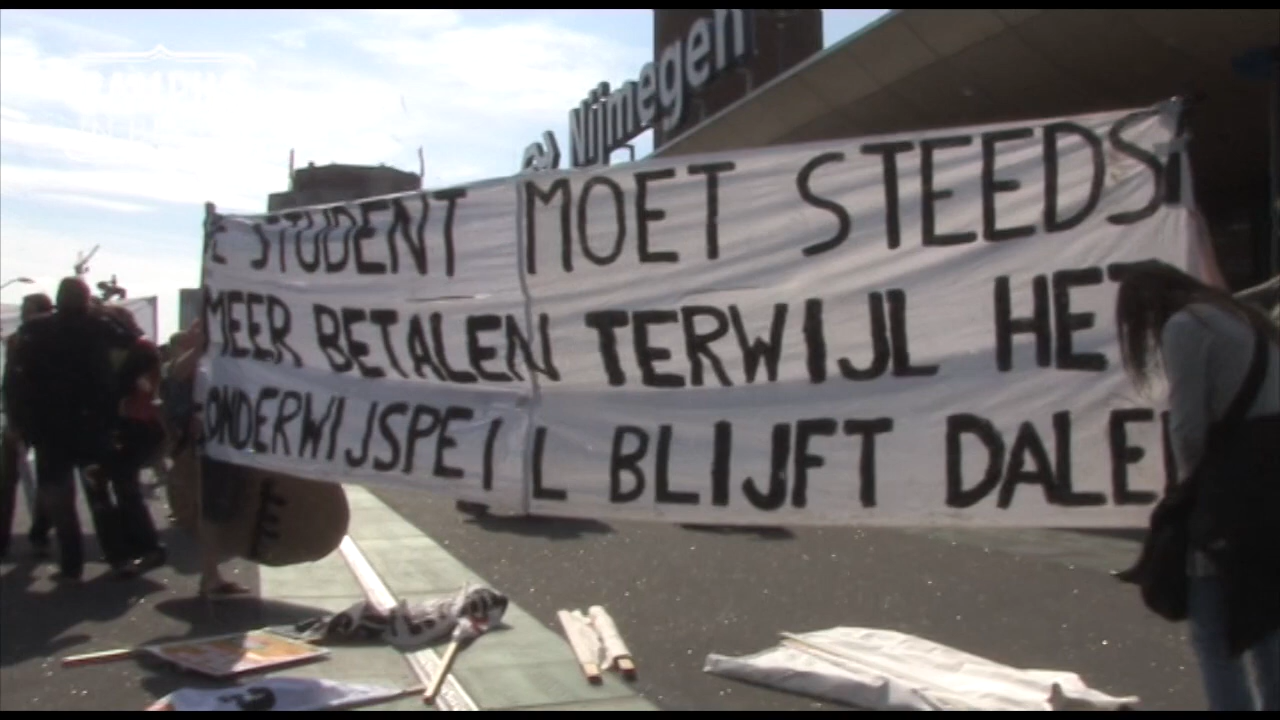 Nijmegen
E STUDENT MOET STEEDS
MEER BETALEN TERWIJL HET
ONDERWIJSPEIL BLIJFT DALEN